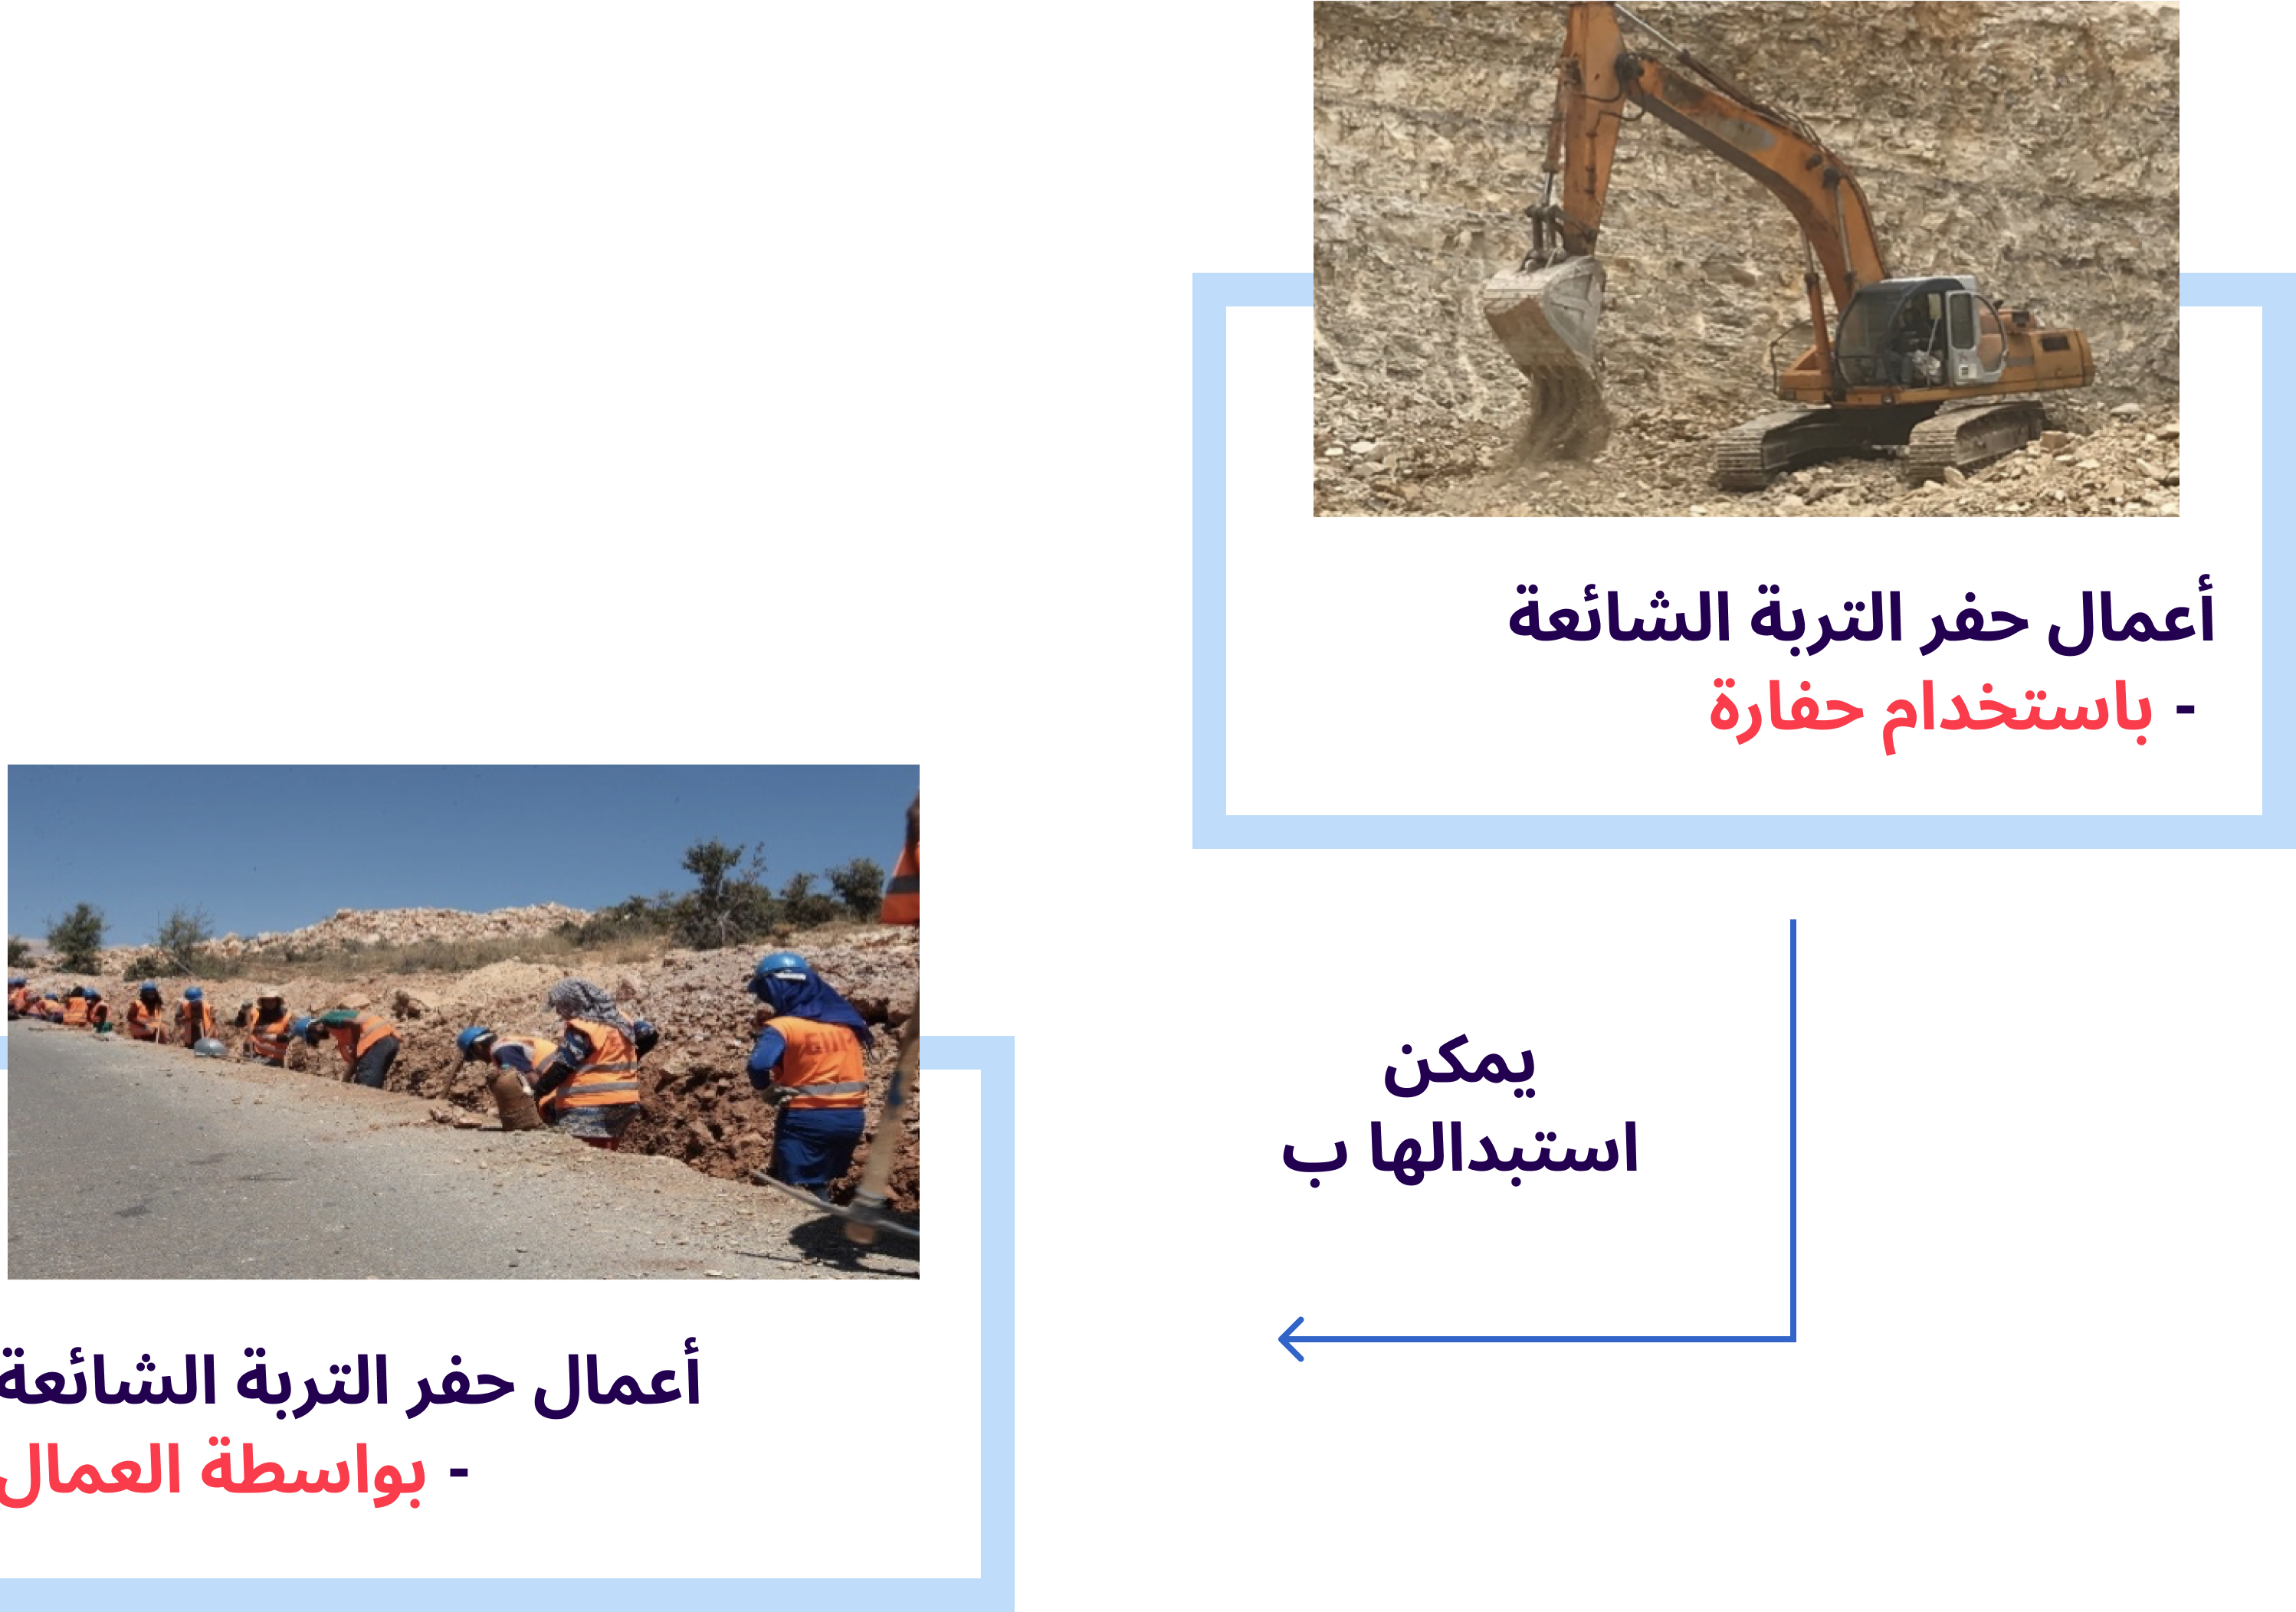 أعمال حفر التربة الشائعة
- باستخدام حفارة
يمكن
استبدالها ب
أعمال حفر التربة الشائعة
- بواسطة العمال